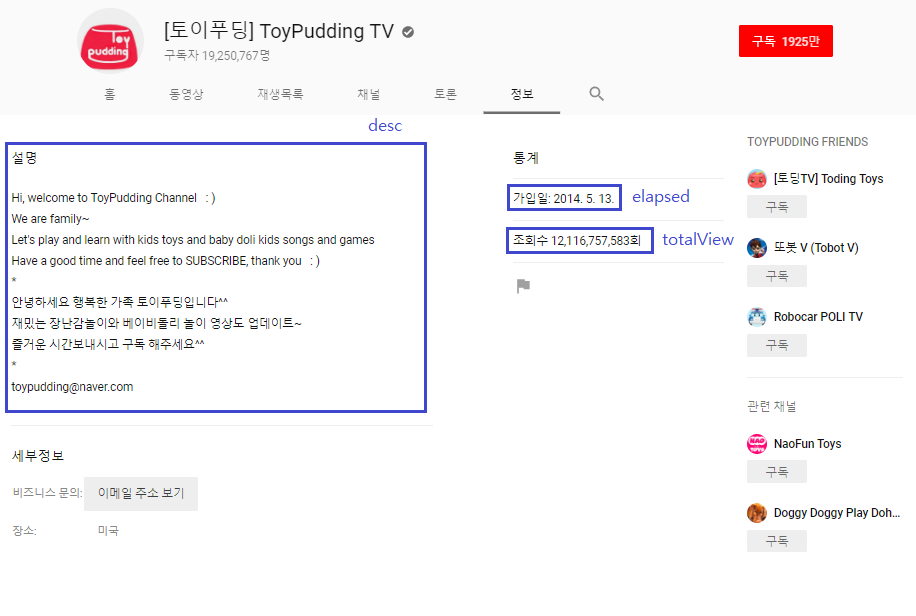 Toy
pudding
[토이푸딩] ToyPudding TV
구독자 19,250,767명
구독 1925만
홈
동영상
재생목록
채널
토론
정보
desc
설명
Hi, welcome to ToyPudding Channel : )
We are family~
Let's play and learn with kids toys and baby doli kids songs and games
Have a good time and feel free to SUBSCRIBE, thank you : )
*
안녕하세요 행복한 가족 토이푸딩입니다^^
재밌는 장난감놀이와 베이비돌리 놀이 영상도 업데이트~
즐거운 시간보내시고 구독 해주세요^^
*
toypudding@naver.com
세부정보
비즈니스 문의: 이메일 주소 보기
장소: 미국
통계
가입일: 2014. 5. 13. elapsed
조회수 12,116,757,583회 totalView
TOYPUDDING FRIENDS
[토딩TV] Toding Toys
구독
또봇 V (Tobot V)
구독
Robocar POLI TV
구독
관련 채널
NaoFun Toys
구독
Doggy Doggy Play Doh...
구독